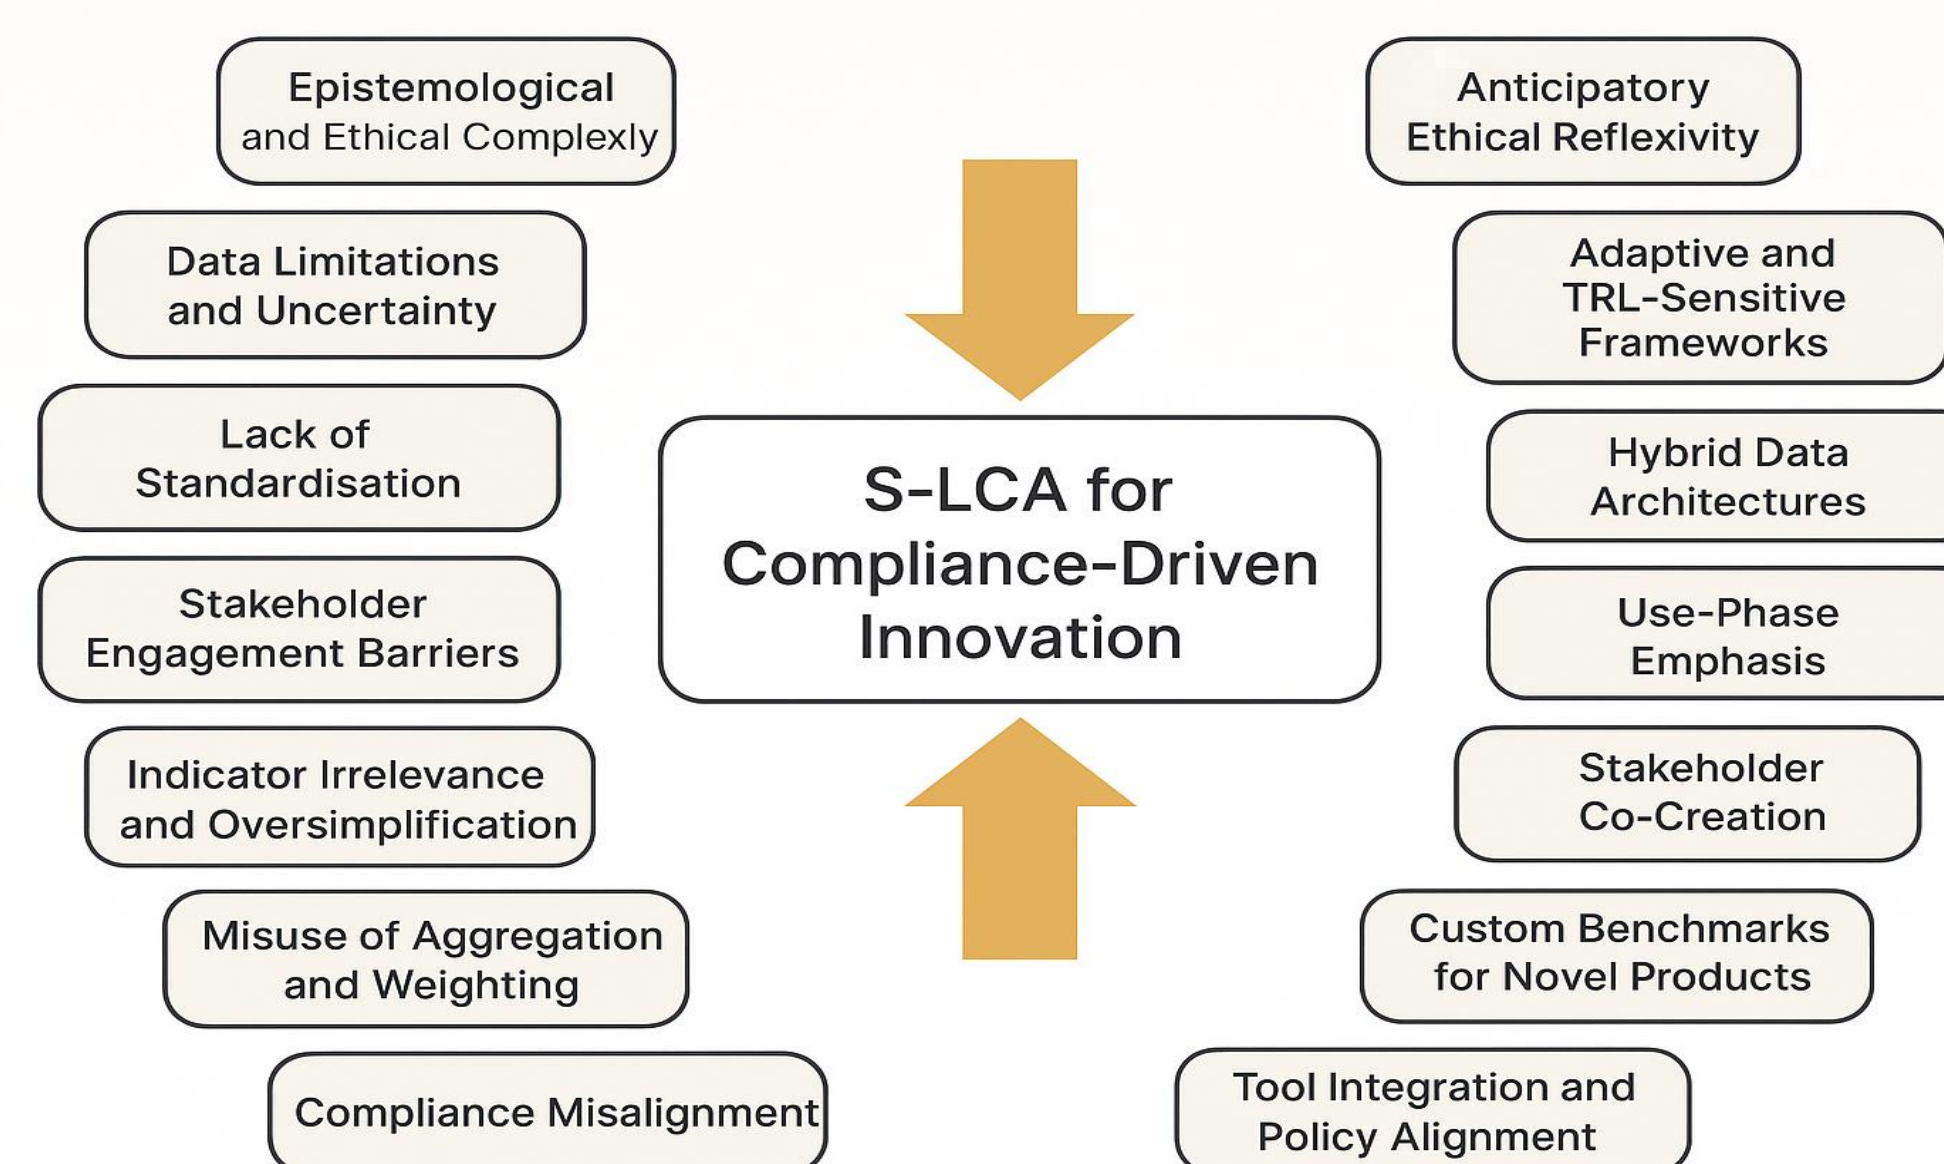 Epistemological
and Ethical Complexly
Data Limitations
and Uncertainty
Lack of
Standardisation
Stakeholder
Engagement Barriers
Indicator Irrelevance
and Oversimplification
Misuse of Aggregation
and Weighting
Compliance Misalignment
S-LCA for
Compliance-Driven
Innovation
Anticipatory
Ethical Reflexivity
Adaptive and
TRL-Sensitive
Frameworks
Hybrid Data
Architectures
Use-Phase
Emphasis
Stakeholder
Co-Creation
Custom Benchmarks
for Novel Products
Tool Integration and
Policy Alignment